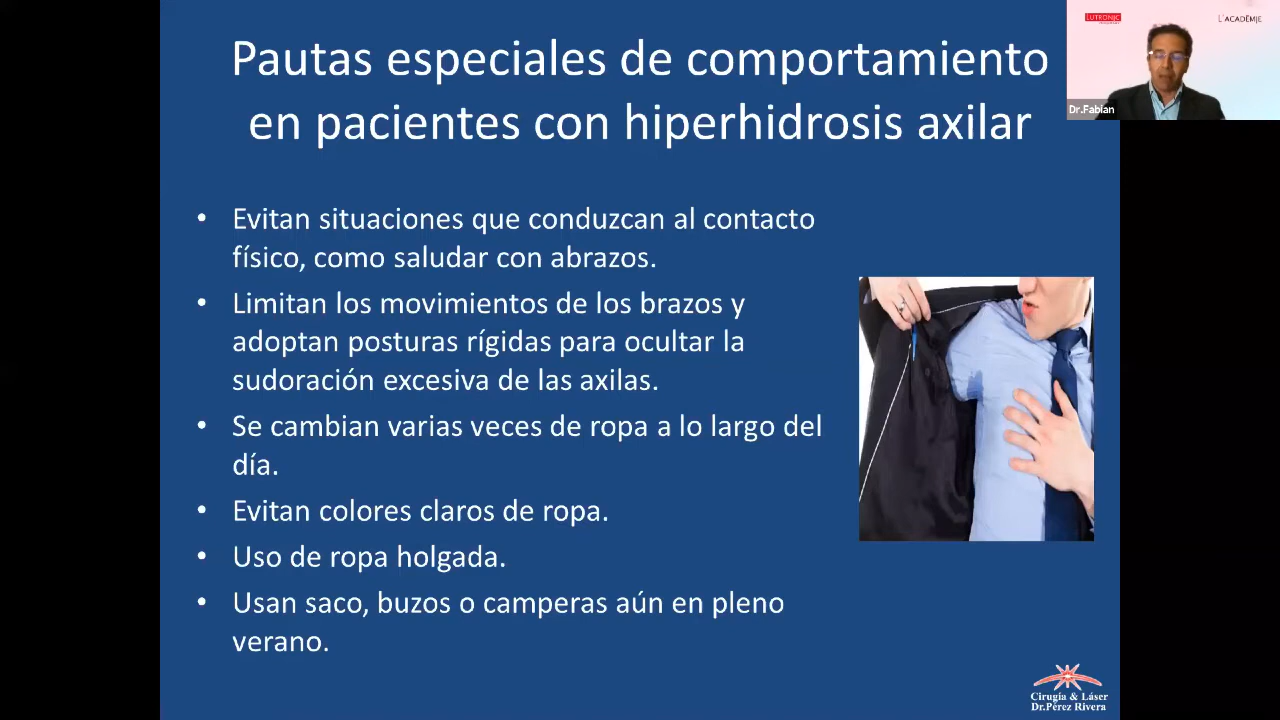 Pautas especiales de comportamiento
en pacientes con hiperhidrosis axilar
LUTRONIC
L'ACADÉMIE
Dr.Fabian
• Evitan situaciones que conduzcan al contacto
físico, como saludar con abrazos.
• Limitan los movimientos de los brazos y
adoptan posturas rígidas para ocultar la
sudoración excesiva de las axilas.
• Se cambian varias veces de ropa a lo largo del
día.
• Evitan colores claros de ropa.
• Uso de ropa holgada.
• Usan saco, buzos o camperas aún en pleno
verano.
Cirugía & Láser
Dr.Pérez Rivera